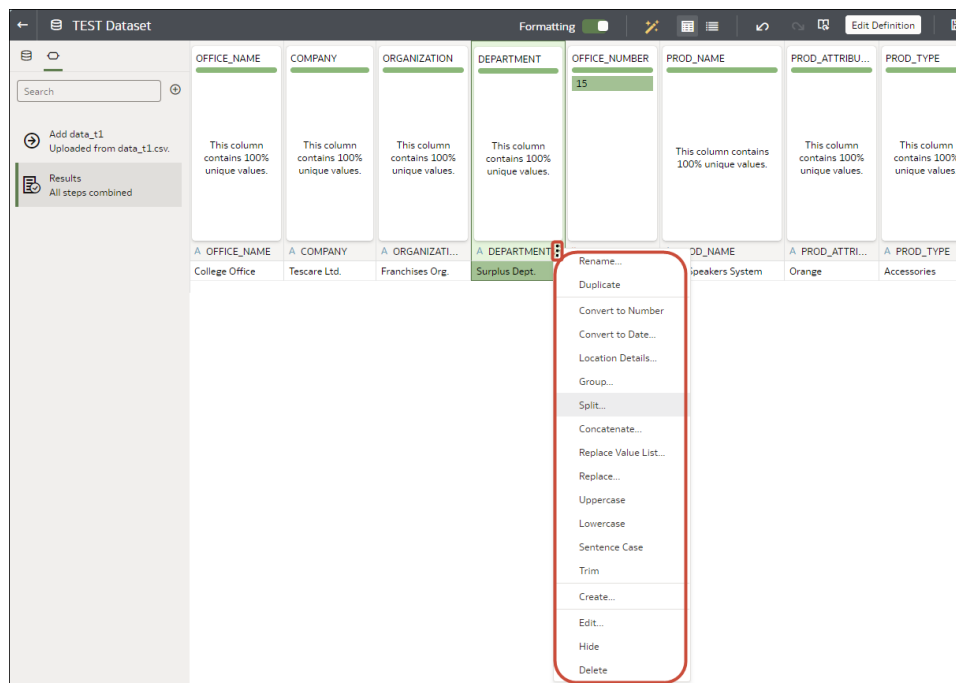 TEST Dataset
Formatting
Edit Definition
Search
Add data_t1
Uploaded from data_t1.csv.
Results
All steps combined
OFFICE_NAME COMPANY ORGANIZATION DEPARTMENT OFFICE_NUMBER PROD_NAME PROD_ATTRIBU... PROD_TYPE
15
This column
contains 100%
unique values.
This column
contains 100%
unique values.
This column
contains 100%
unique values.
This column
contains 100%
unique values.
This column contains
100% unique values.
This column
contains 100%
unique values.
This column
contains 100%
unique values
A OFFICE_NAME A COMPANY A ORGANIZATI... A DEPARTMENT OD_NAME A PROD_ATTRI... A PROD_TYPE
College Office Tescare Ltd. Franchises Org. Surplus Dept. Speakers System Orange Accessories
Rename...
Duplicate
Convert to Number
Convert to Date...
Location Details...
Group...
Split...
Concatenate...
Replace Value List...
Replace...
Uppercase
Lowercase
Sentence Case
Trim
Create...
Edit...
Hide
Delete